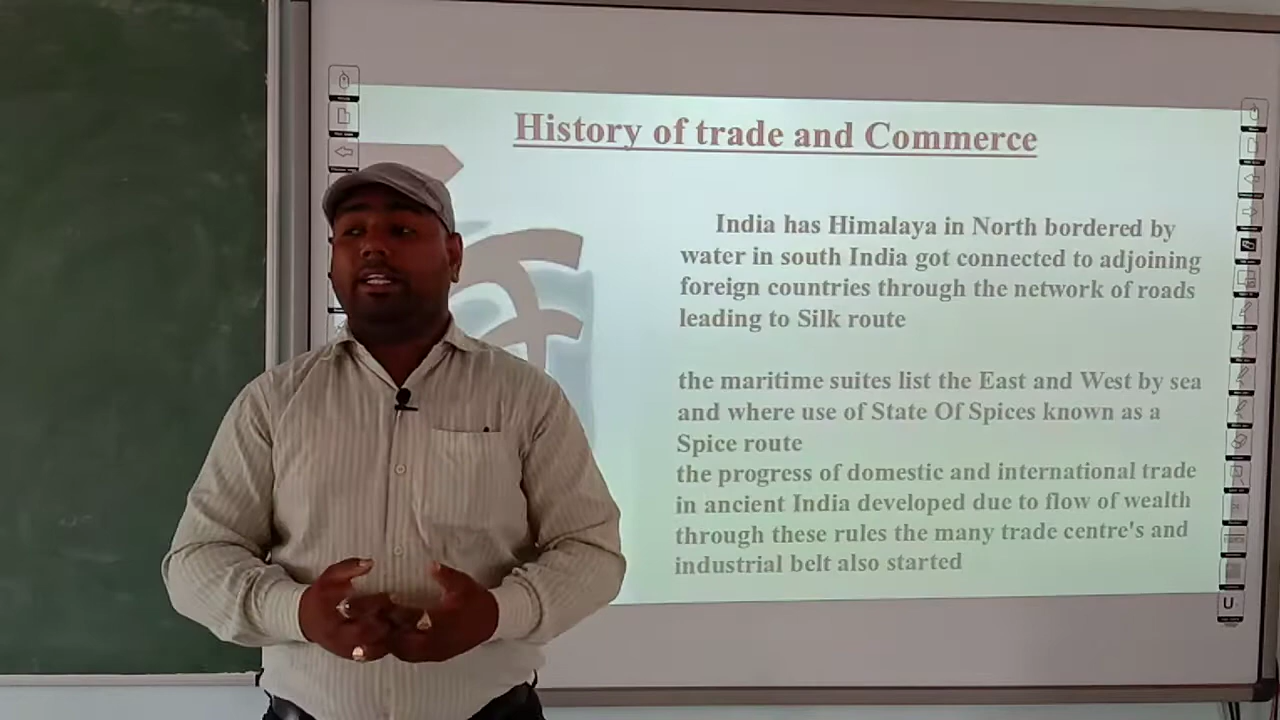 History of trade and Commerce
India has Himalaya in North bordered by
water in south India got connected to adjoining
foreign countries through the network of roads
leading to Silk route
the maritime suites list the East and West by sea
and where use of State Of Spices known as a
Spice route
the progress of domestic and international trade
in ancient India developed due to flow of wealth
through these rules the many trade centre's and
industrial belt also started